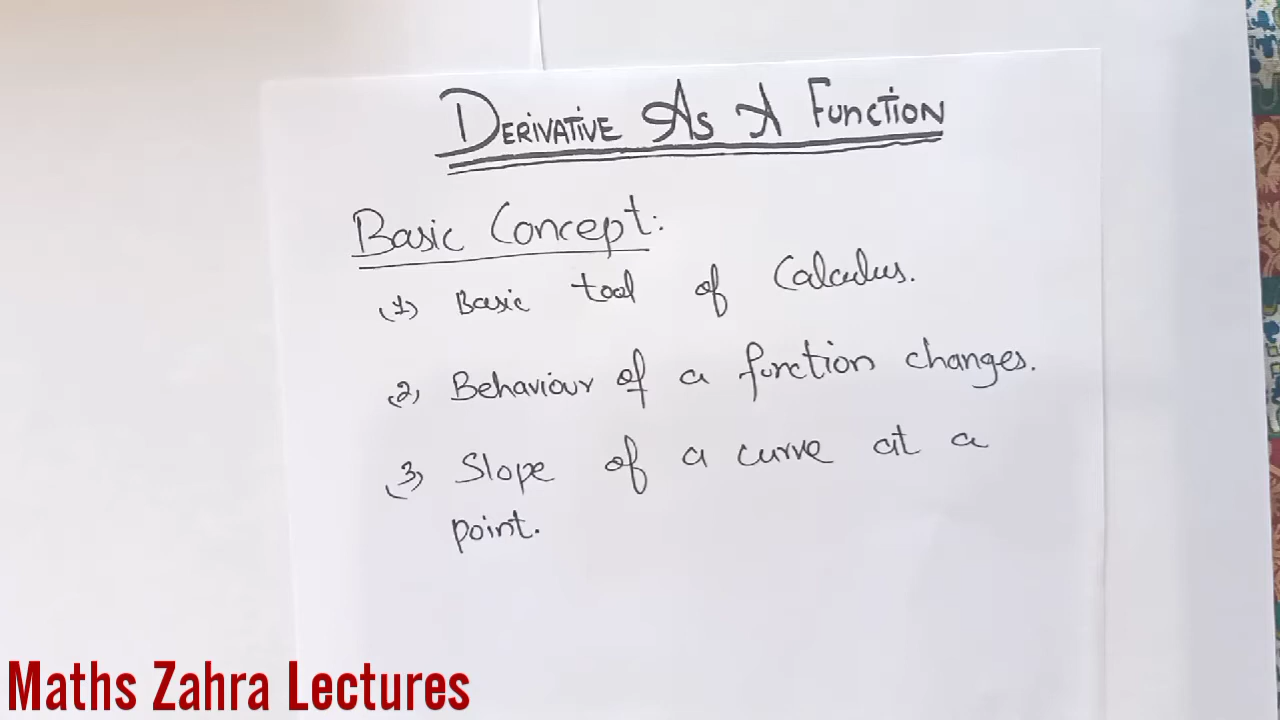 DERIVATIVE AS A FUNCTION
Basic Concept:
(1) Basic tool of Calculus.
(2) Behaviour of a function changes.
(3) Slope of a curve at a
point.
Maths Zahra Lectures